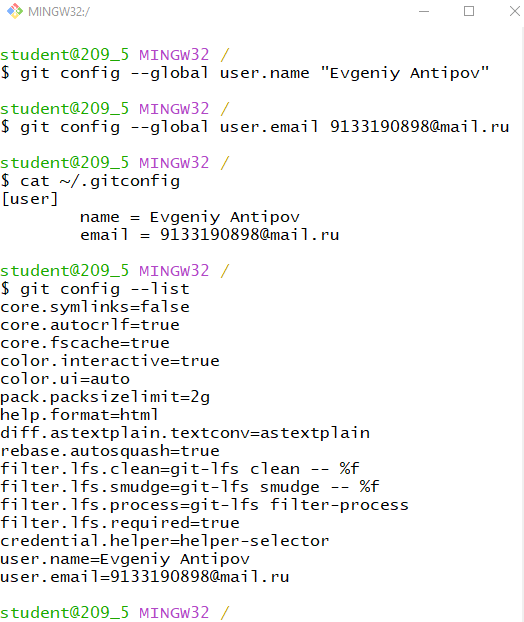 MINGW32:/
student@209_5 MINGW32 /
$ git config --global user.name "Evgeniy Antipov"
student@209_5 MINGW32 /
$ git config --global user.email 9133190898@mail.ru
student@209_5 MINGW32 /
$ cat ~/.gitconfig
[user]
        name = Evgeniy Antipov
        email = 9133190898@mail.ru
student@209_5 MINGW32 /
$ git config --list
core.symlinks=false
core.autocrlf=true
core.fscache=true
color.interactive=true
color.ui=auto
pack.packsizelimit=2g
help.format=html
diff.astextplain.textconv=astextplain
rebase.autosquash=true
filter.lfs.clean=git-lfs clean -- %f
filter.lfs.smudge=git-lfs smudge -- %f
filter.lfs.process=git-lfs filter-process
filter.lfs.required=true
credential.helper=helper-selector
user.name=Evgeniy Antipov
user.email=9133190898@mail.ru
student@209_5 MINGW32 /